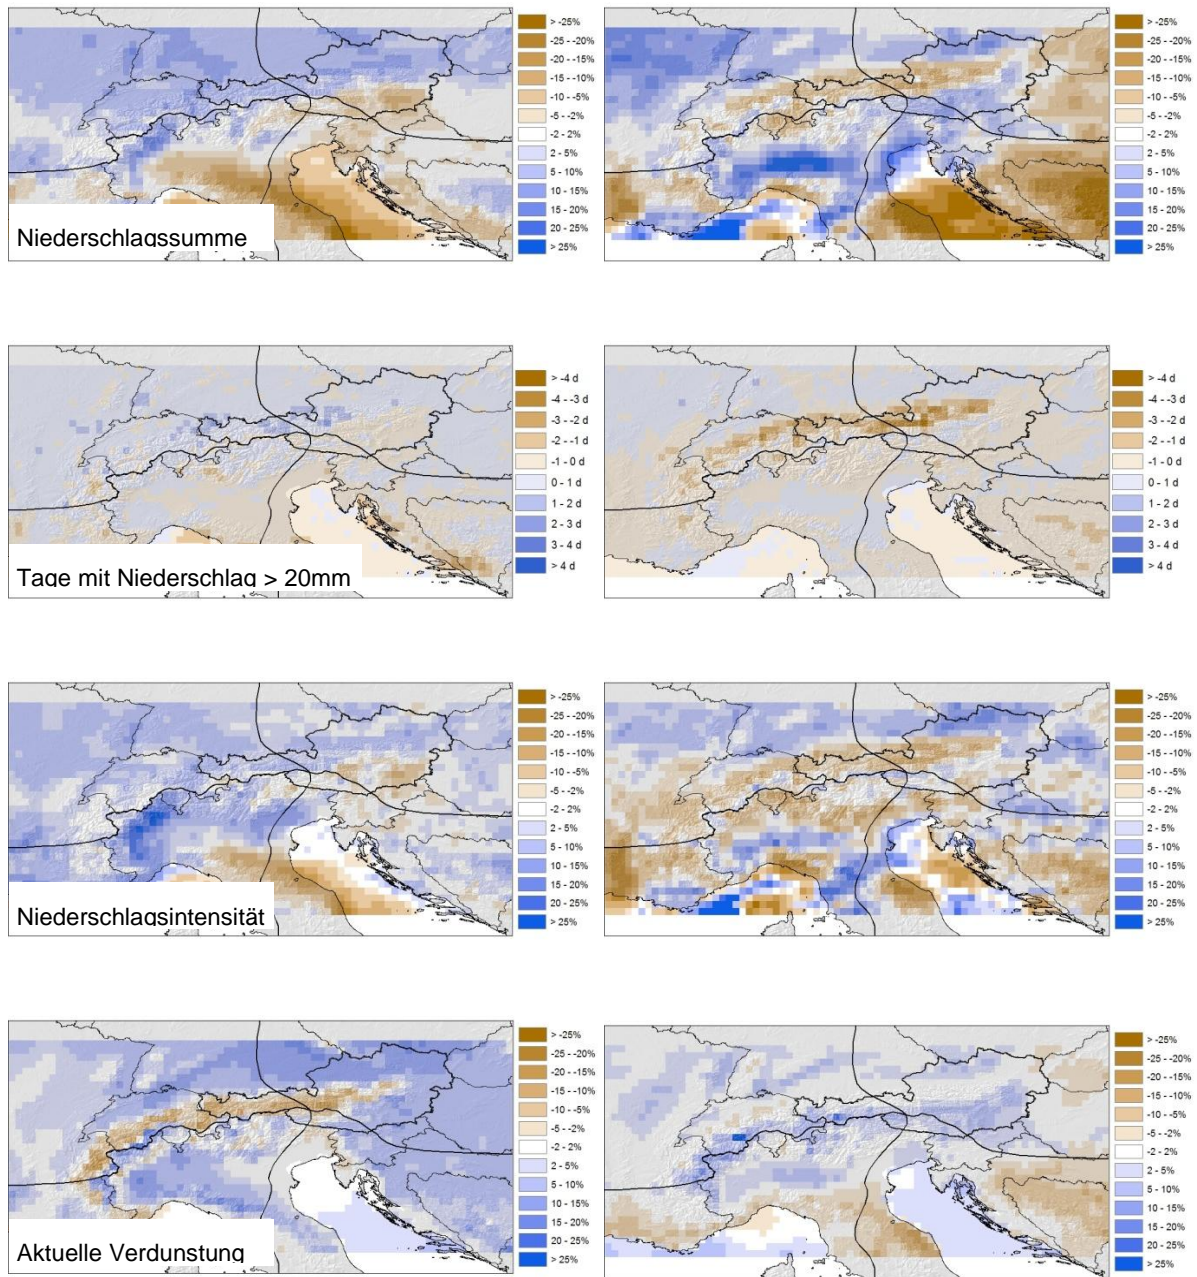 > -25%
-25 - -20%
-20 - -15%
-15 - -10%
-10 - -5%
-5 - -2%
-2 - 2%
2 - 5%
5 - 10%
10 - 15%
15 - 20%
20 - 25%
> 25%
Niederschlagssumme
> -25%
-25 - -20%
-20 - -15%
-15 - -10%
-10 - -5%
-5 - -2%
-2 - 2%
2 - 5%
5 - 10%
10 - 15%
15 - 20%
20 - 25%
> 25%
> -4 d
-4 - -3 d
-3 - -2 d
-2 - -1 d
-1 - 0 d
0 - 1 d
1 - 2 d
2 - 3 d
3 - 4 d
> 4 d
Tage mit Niederschlag > 20mm
> -4 d
-4 - -3 d
-3 - -2 d
-2 - -1 d
-1 - 0 d
0 - 1 d
1 - 2 d
2 - 3 d
3 - 4 d
> 4 d
> -25%
-25 - -20%
-20 - -15%
-15 - -10%
-10 - -5%
-5 - -2%
-2 - 2%
2 - 5%
5 - 10%
10 - 15%
15 - 20%
20 - 25%
> 25%
Niederschlagsintensität
> -25%
-25 - -20%
-20 - -15%
-15 - -10%
-10 - -5%
-5 - -2%
-2 - 2%
2 - 5%
5 - 10%
10 - 15%
15 - 20%
20 - 25%
> 25%
> -25%
-25 - -20%
-20 - -15%
-15 - -10%
-10 - -5%
-5 - -2%
-2 - 2%
2 - 5%
5 - 10%
10 - 15%
15 - 20%
20 - 25%
> 25%
Aktuelle Verdunstung
> -25%
-25 - -20%
-20 - -15%
-15 - -10%
-10 - -5%
-5 - -2%
-2 - 2%
2 - 5%
5 - 10%
10 - 15%
15 - 20%
20 - 25%
> 25%